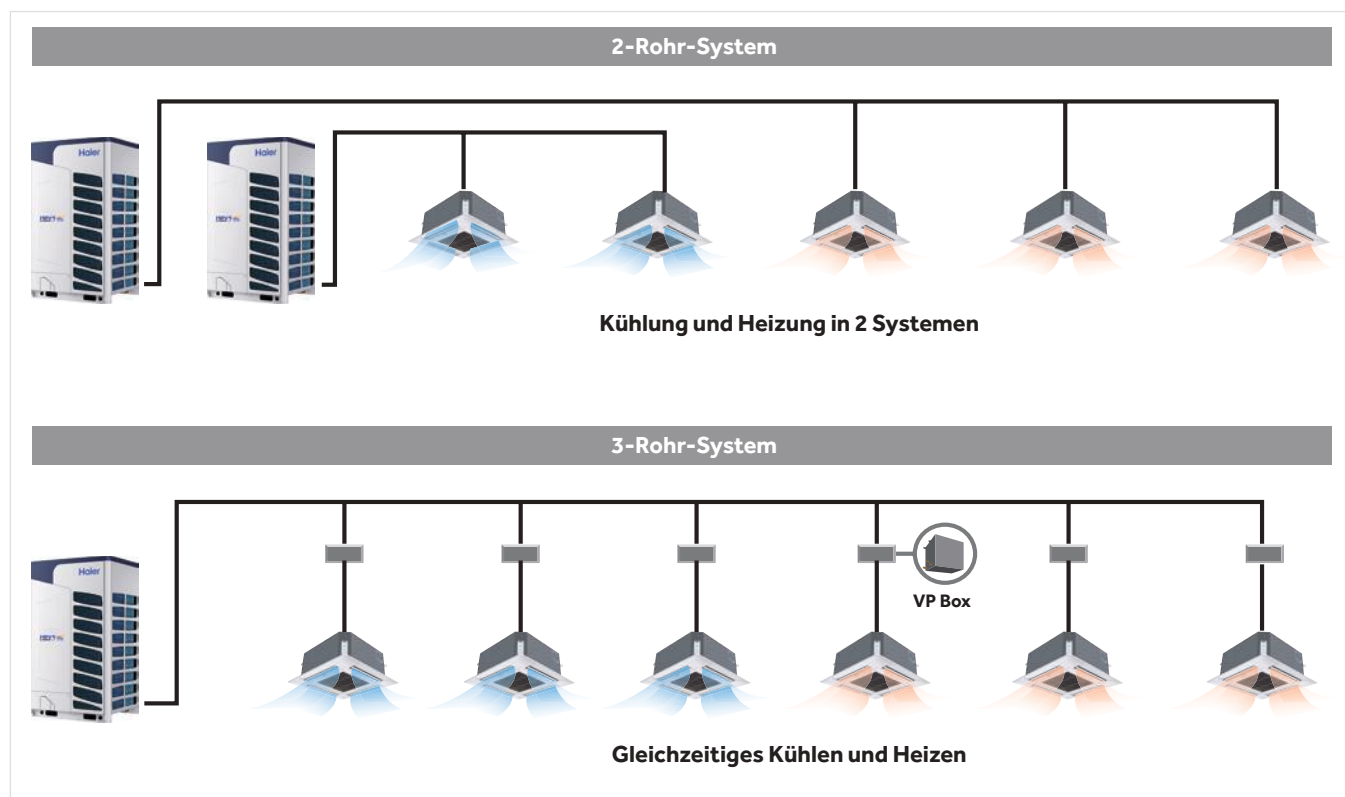 2-Rohr-System
Haier
Haier
Kühlung und Heizung in 2 Systemen
3-Rohr-System
Haier
VP Box
Gleichzeitiges Kühlen und Heizen